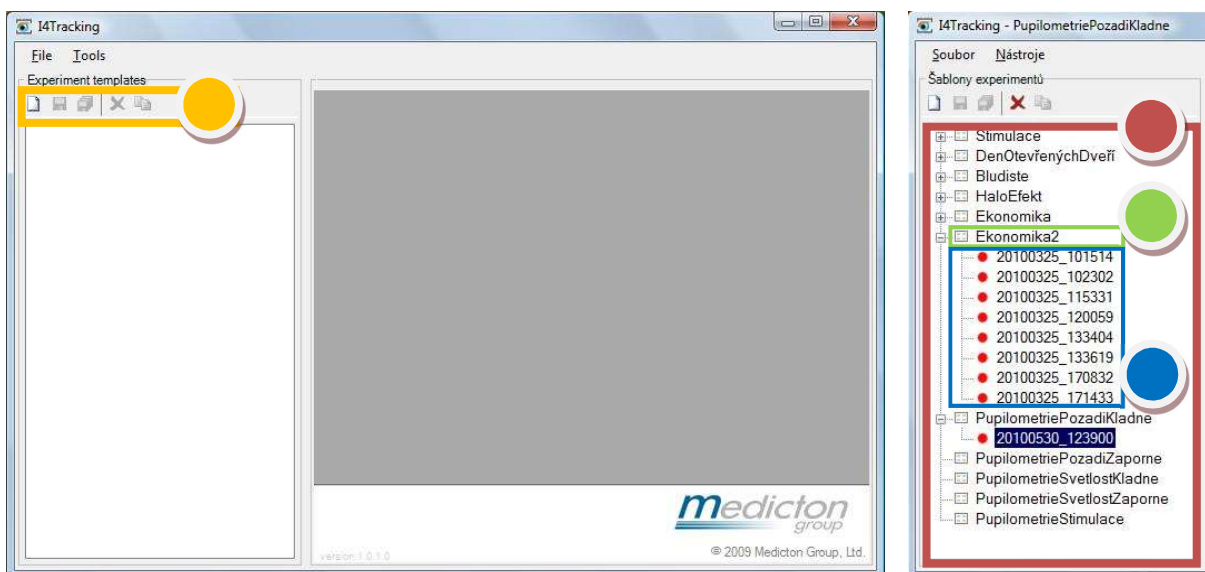 I4Tracking
File Tools
Experiment templates
medicton
group
version 1.0.1.0
© 2009 Medicton Group, Ltd.
I4Tracking - PupilometriePozadiKladne
Soubor Nástroje
Šablony experimentů
Stimulace
DenOtevřenýchDveří
Bludiste
HaloEfekt
Ekonomika
Ekonomika2
20100325_101514
20100325_102302
20100325_115331
20100325_120059
20100325_133404
20100325_133619
20100325_170832
20100325_171433
PupilometriePozadiKladne
20100530_123900
PupilometriePozadiZaporne
PupilometrieSvetlostKladne
PupilometrieSvetlostZaporne
PupilometrieStimulace